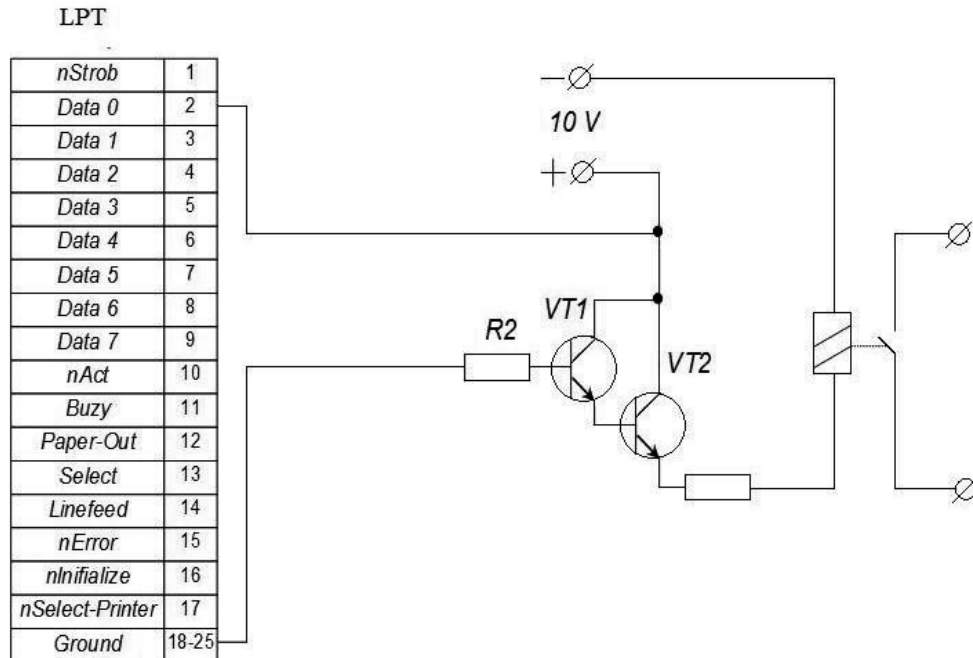 LPT
nStrob 1
Data 0 2
Data 1 3
Data 2 4
Data 3 5
Data 4 6
Data 5 7
Data 6 8
Data 7 9
nAct 10
Buzy 11
Paper-Out 12
Select 13
Linefeed 14
nError 15
nInifialize 16
nSelect-Printer 17
Ground 18-25
10 V
VT1
R2
VT2